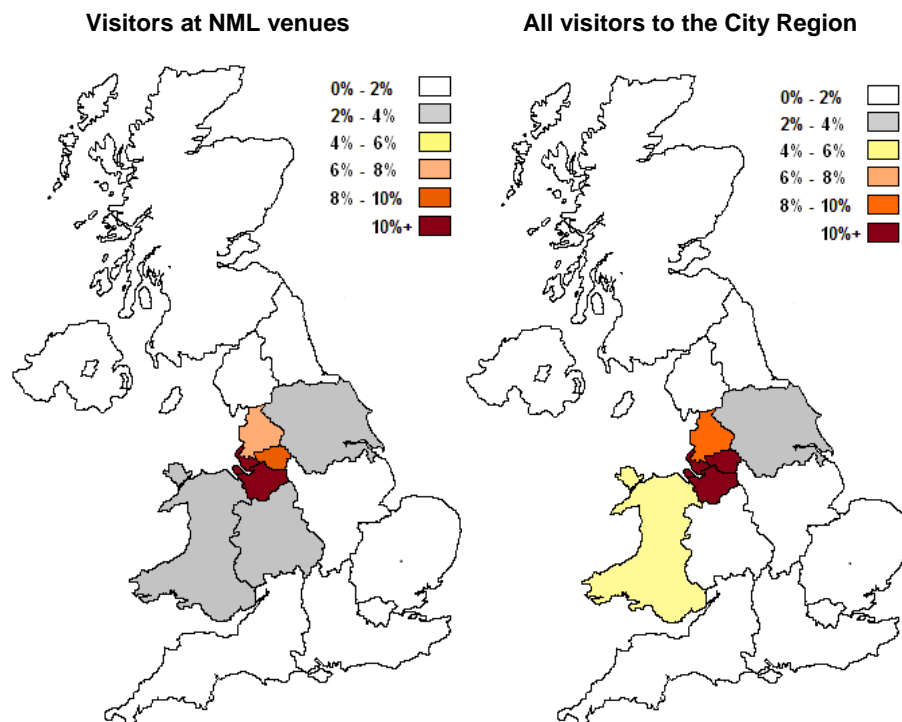 Visitors at NML venues
All visitors to the City Region
0% - 2%
2% - 4%
4% - 6%
6% - 8%
8% - 10%
10%+
0% - 2%
2% - 4%
4% - 6%
6% - 8%
8% - 10%
10%+